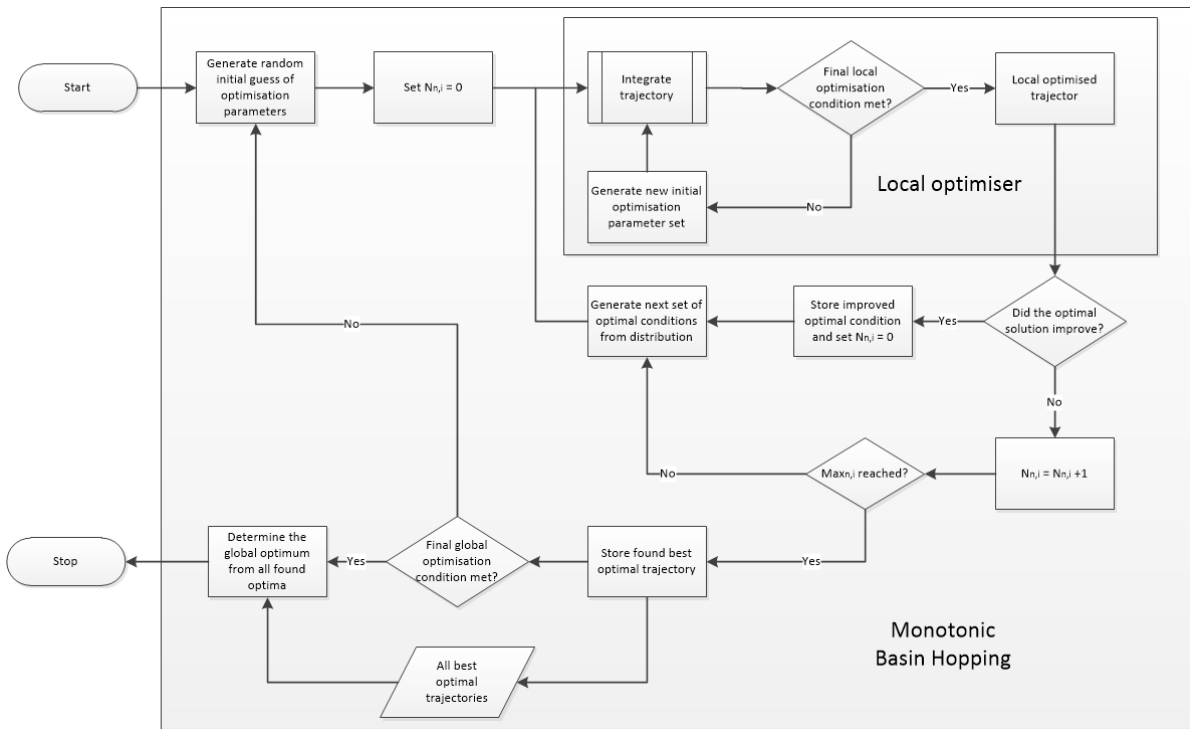 Start
Generate random
initial guess of
optimisation
parameters
Set Nn,i = 0
Integrate
trajectory
Final local
optimisation
condition met?
Yes
Local optimised
trajector
No
Generate new initial
optimisation
parameter set
Local optimiser
Generate next set of
optimal conditions
from distribution
Store improved
optimal condition
and set Nn,i = 0
Yes
Did the optimal
solution improve?
No
No
Maxn,i reached?
No
Nn,i = Nn,i +1
Stop
Determine the
global optimum
from all found
optima
Yes
Final global
optimisation
condition met?
Store found best
optimal trajectory
Yes
All best
optimal
trajectories
Monotonic
Basin Hopping